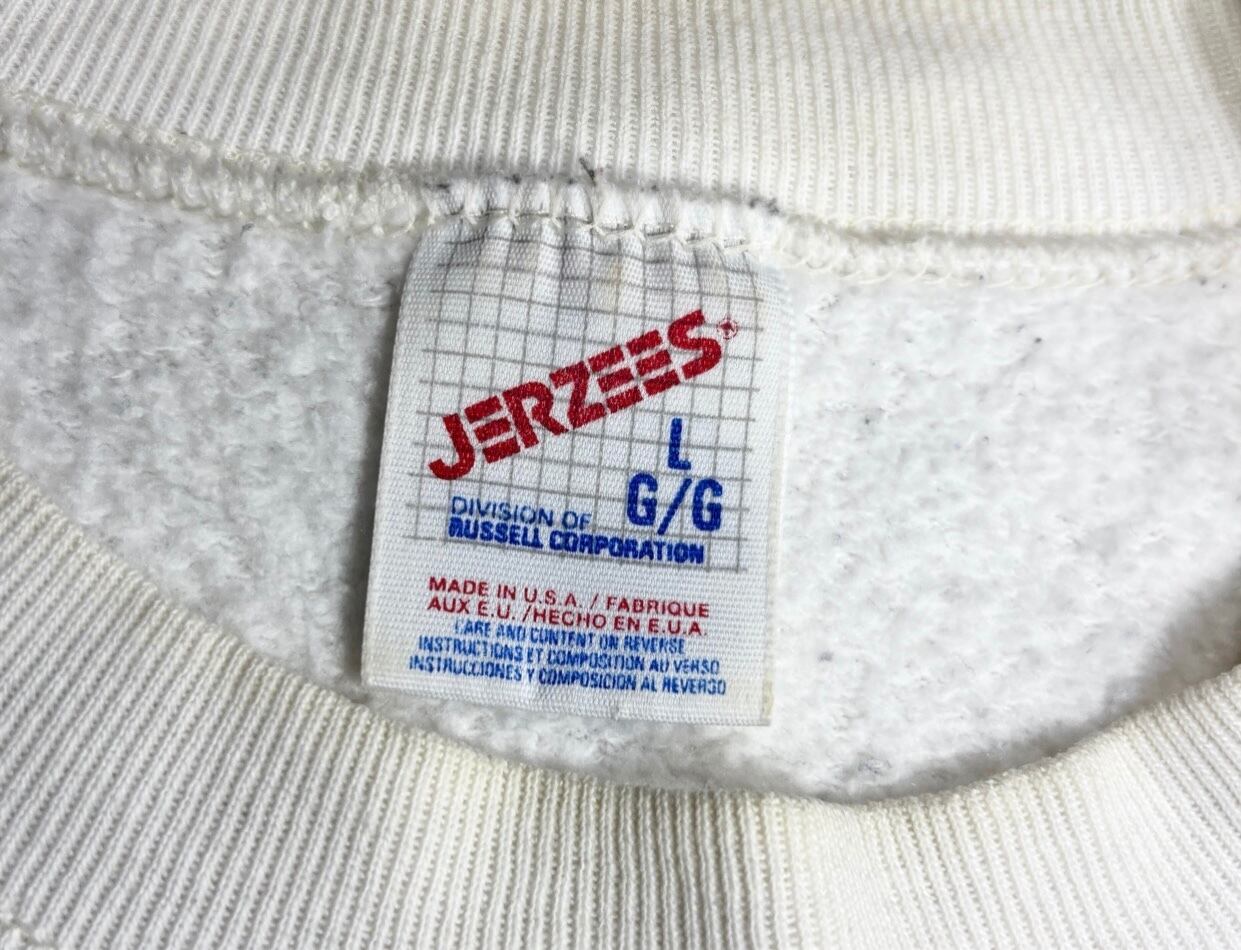 JERZEES
L
G/G
DIVISION OF
RUSSELL CORPORATION
MADE IN U.S.A. / FABRIQUE
AUX E.U. /HECHO EN E.U.A.
CARE AND CONTENT ON REVERSE
INSTRUCTIONS ET COMPOSITION AU VERSO
INSTRUCCIONES Y COMPOSICION AL REVERSO